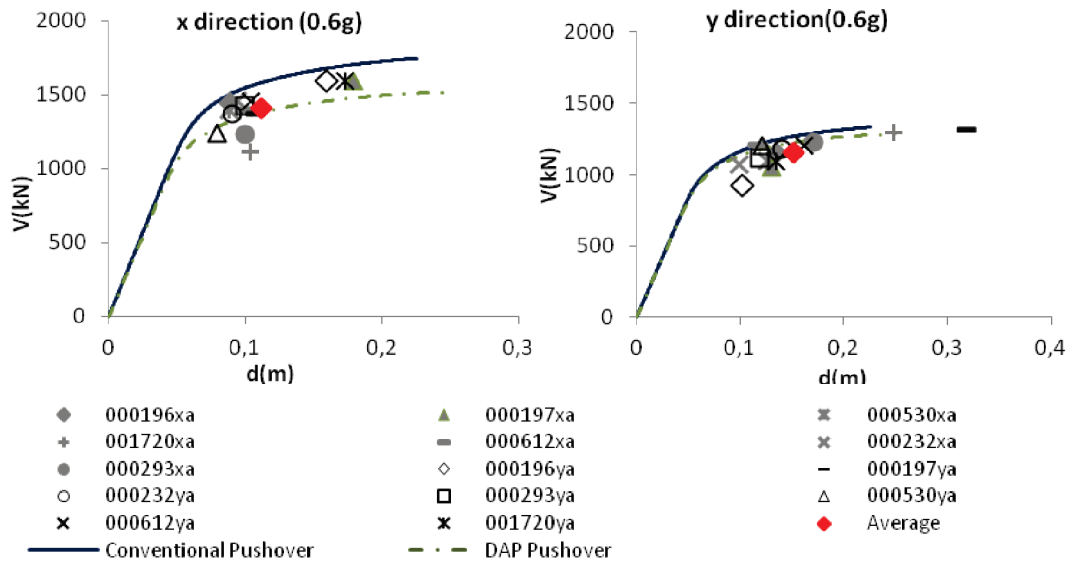 x direction (0.6g)
2000
1500
1000
500
0
V(kN)
0
0,1
0,2
0,3
d(m)
y direction(0.6g)
2000
1500
1000
500
0
V(kN)
0
0,1
0,2
0,3
0,4
d(m)
000196xa
000197xa
000530xa
001720xa
000612xa
000232xa
000293xa
000196ya
000197ya
000232ya
000293ya
000530ya
000612ya
001720ya
Average
Conventional Pushover
DAP Pushover